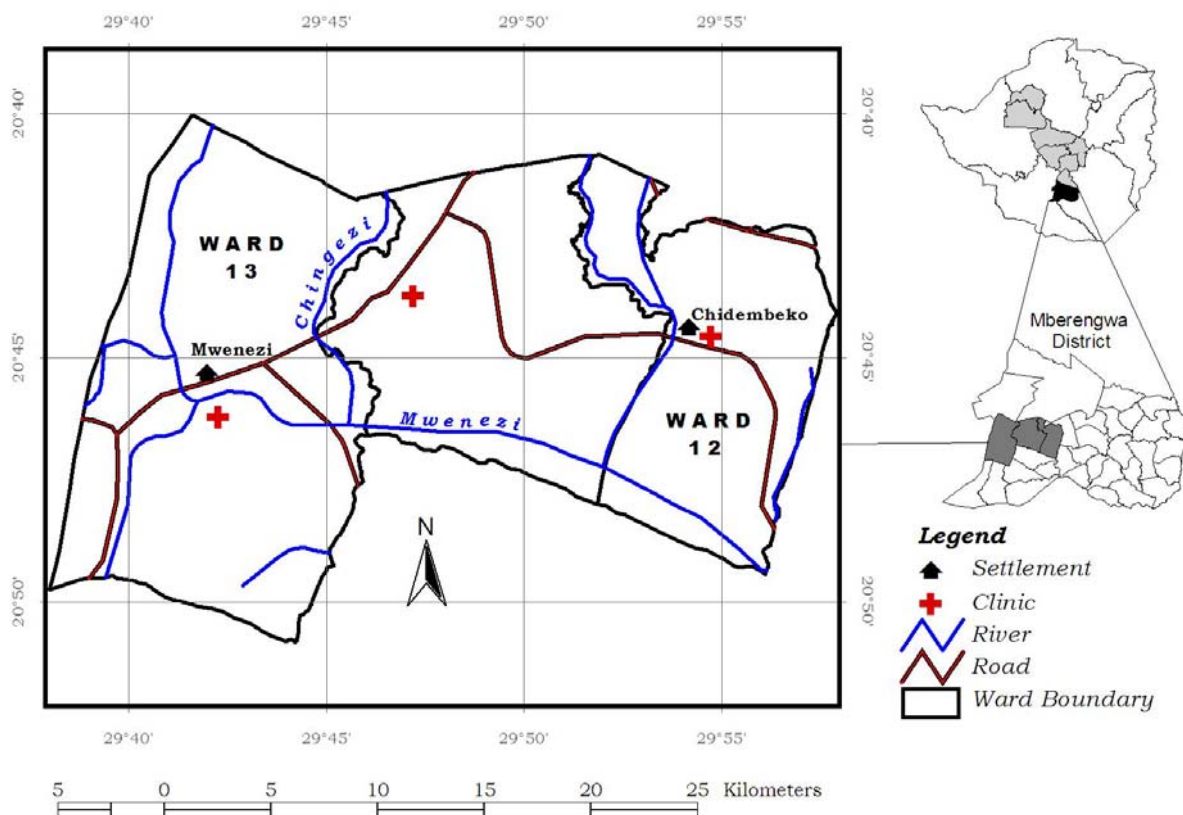 29°40' 29°45' 29°50' 29°55'
20°40' 20°40'
WARD
13
Chingezi
Chidembeko
Mwenezi
20°45' 20°45'
Mwenezi
WARD
12
N
20°50' 20°50'
29°40' 29°45' 29°50' 29°55'
5 0 5 10 15 20 25 Kilometers
Mberengwa
District
Legend
Settlement
Clinic
River
Road
Ward Boundary